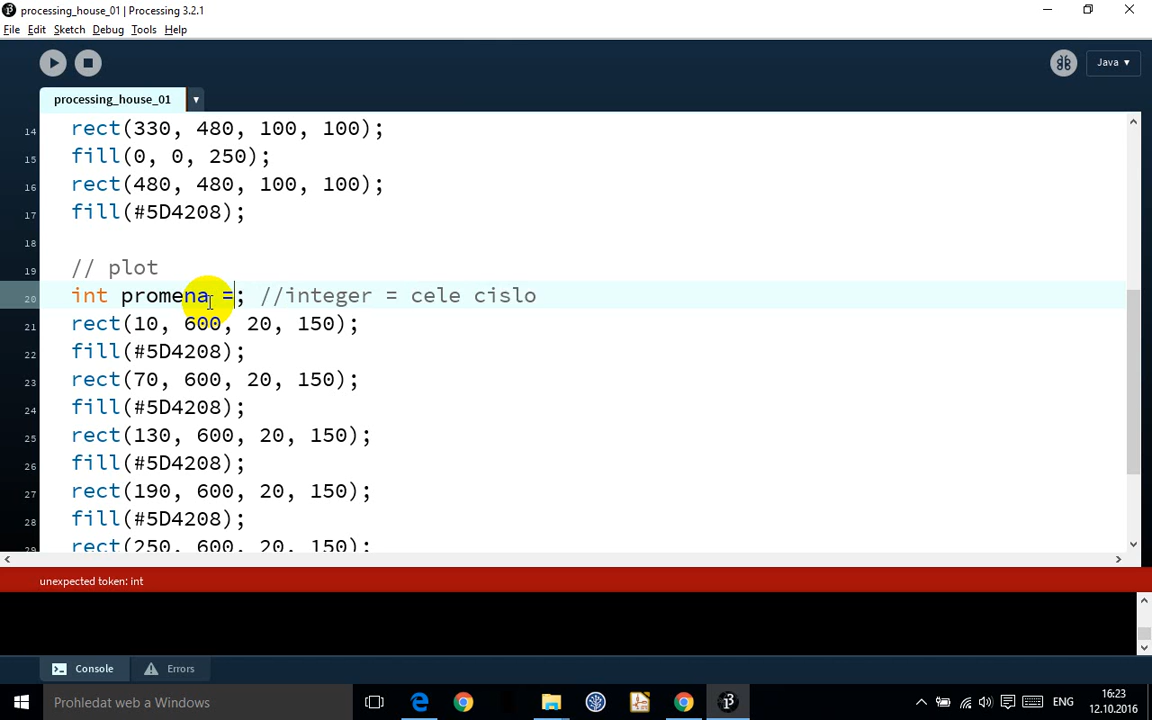 processing_house_01 | Processing 3.2.1
File Edit Sketch Debug Tools Help
Java ▾
processing_house_01 ▾
14 rect(330, 480, 100, 100);
15 fill(0, 0, 250);
16 rect(480, 480, 100, 100);
17 fill(#5D4208);
18
19 // plot
20 int promena =; //integer = cele cislo
21 rect(10, 600, 20, 150);
22 fill(#5D4208);
23 rect(70, 600, 20, 150);
24 fill(#5D4208);
25 rect(130, 600, 20, 150);
26 fill(#5D4208);
27 rect(190, 600, 20, 150);
28 fill(#5D4208);
29 rect(250, 600, 20, 150);
unexpected token: int
Console Errors
Prohledat web a Windows
ENG
16:23
12.10.2016